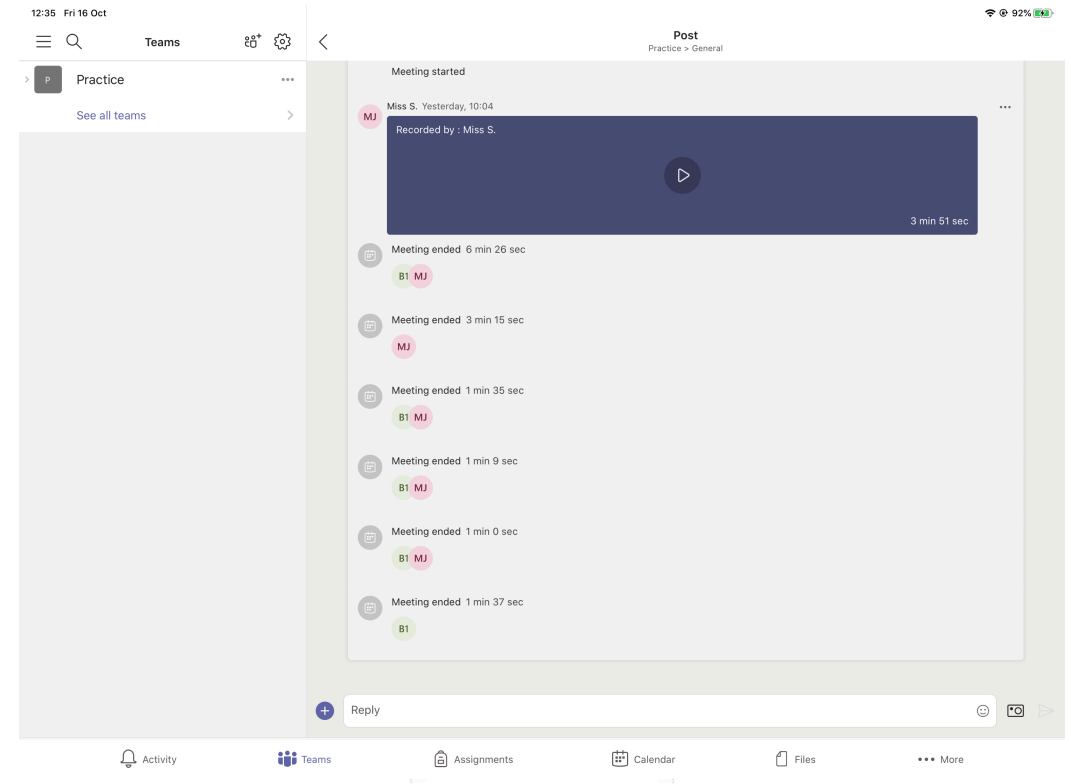 12:35 Fri 16 Oct
92%
Teams
P Practice
See all teams
Post
Practice > General
Meeting started
Miss S. Yesterday, 10:04
MJ
Recorded by : Miss S.
3 min 51 sec
Meeting ended 6 min 26 sec
B1 MJ
Meeting ended 3 min 15 sec
MJ
Meeting ended 1 min 35 sec
B1 MJ
Meeting ended 1 min 9 sec
B1 MJ
Meeting ended 1 min 0 sec
B1 MJ
Meeting ended 1 min 37 sec
B1
Reply
Activity Teams Assignments Calendar Files More